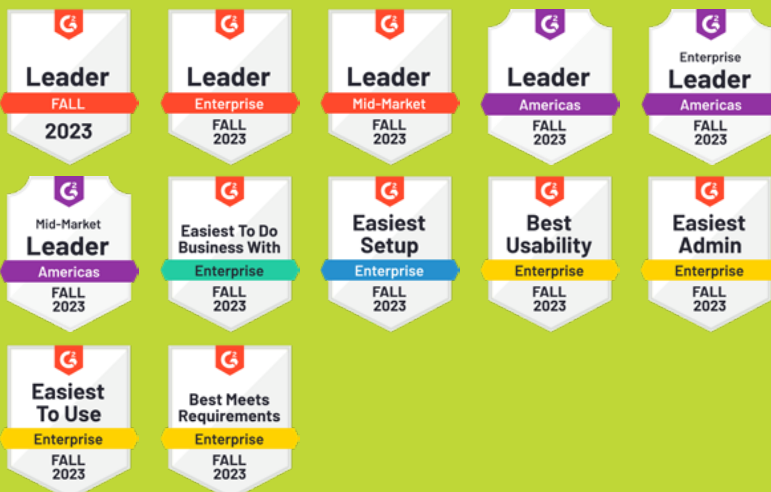 Leader
FALL
2023
Leader
Enterprise
FALL
2023
Leader
Mid-Market
FALL
2023
Leader
Americas
FALL
2023
Enterprise
Leader
Americas
FALL
2023
Mid-Market
Leader
Americas
FALL
2023
Easiest To Do
Business With
Enterprise
FALL
2023
Easiest
Setup
Enterprise
FALL
2023
Best
Usability
Enterprise
FALL
2023
Easiest
Admin
Enterprise
FALL
2023
Easiest
To Use
Enterprise
FALL
2023
Best Meets
Requirements
Enterprise
FALL
2023